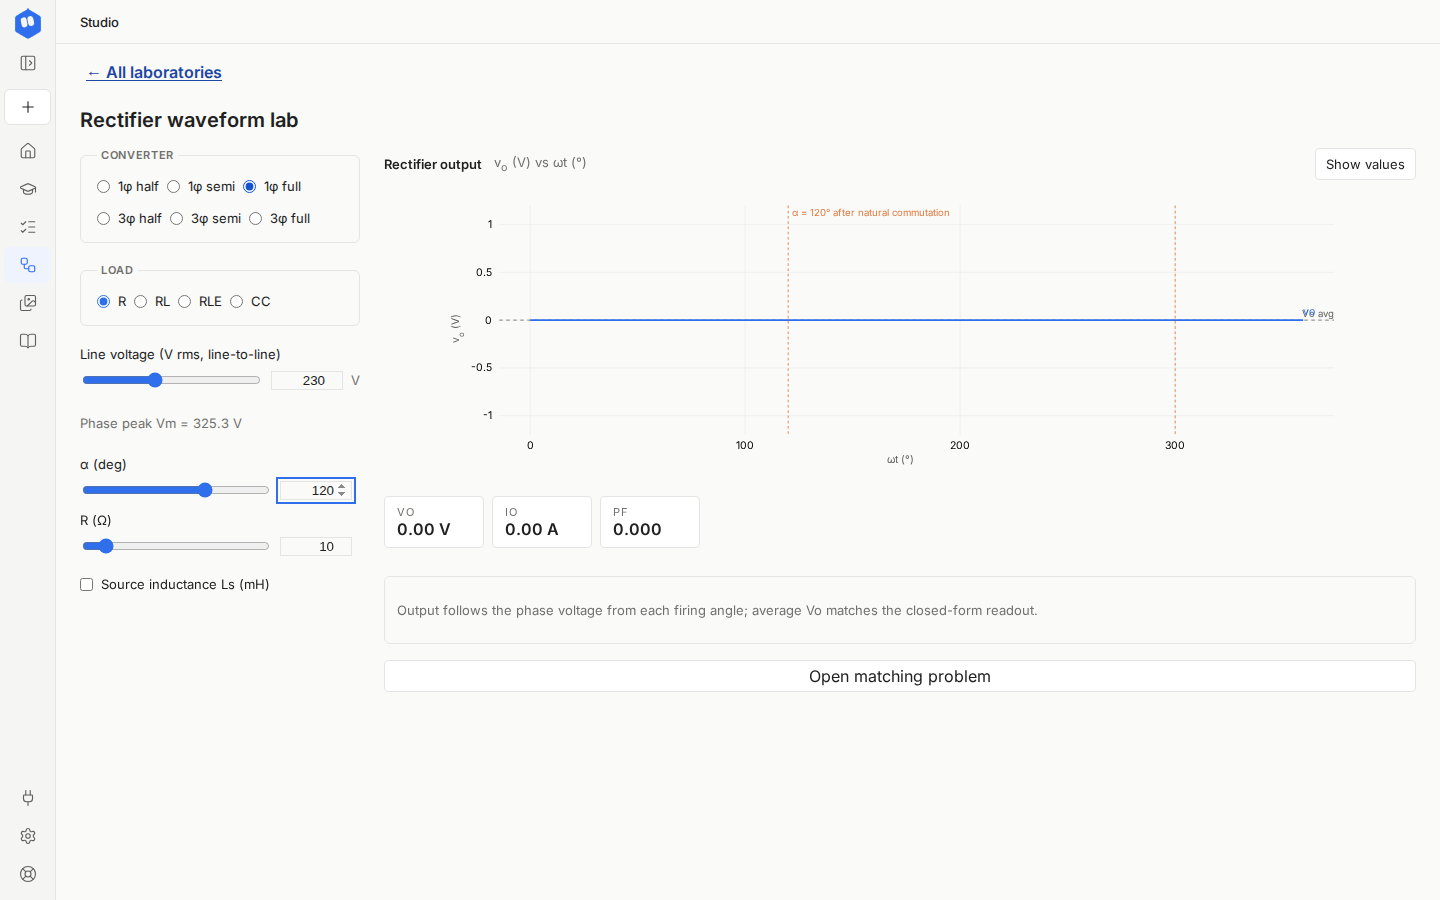 Studio
← All laboratories
Rectifier waveform lab
CONVERTER
1φ half 1φ semi 1φ full
3φ half 3φ semi 3φ full
LOAD
R RL RLE CC
Line voltage (V rms, line-to-line)
230 V
Phase peak Vm = 325.3 V
α (deg)
120
R (Ω)
10
Source inductance Ls (mH)
Rectifier output vo (V) vs ωt (°)
Show values
α = 120° after natural commutation
1
0.5
0
-0.5
-1
vo (V)
avg
0 100 200 300
ωt (°)
VO
0.00 V
IO
0.00 A
PF
0.000
Output follows the phase voltage from each firing angle; average Vo matches the closed-form readout.
Open matching problem